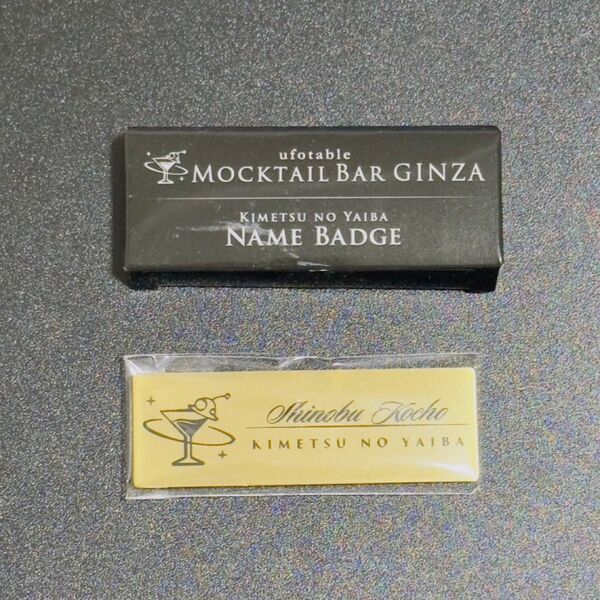 ufotable
MOCKTAIL BAR GINZA
KIMETSU NO YAIBA
NAME BADGE
Shinobu Kocho
KIMETSU NO YAIBA